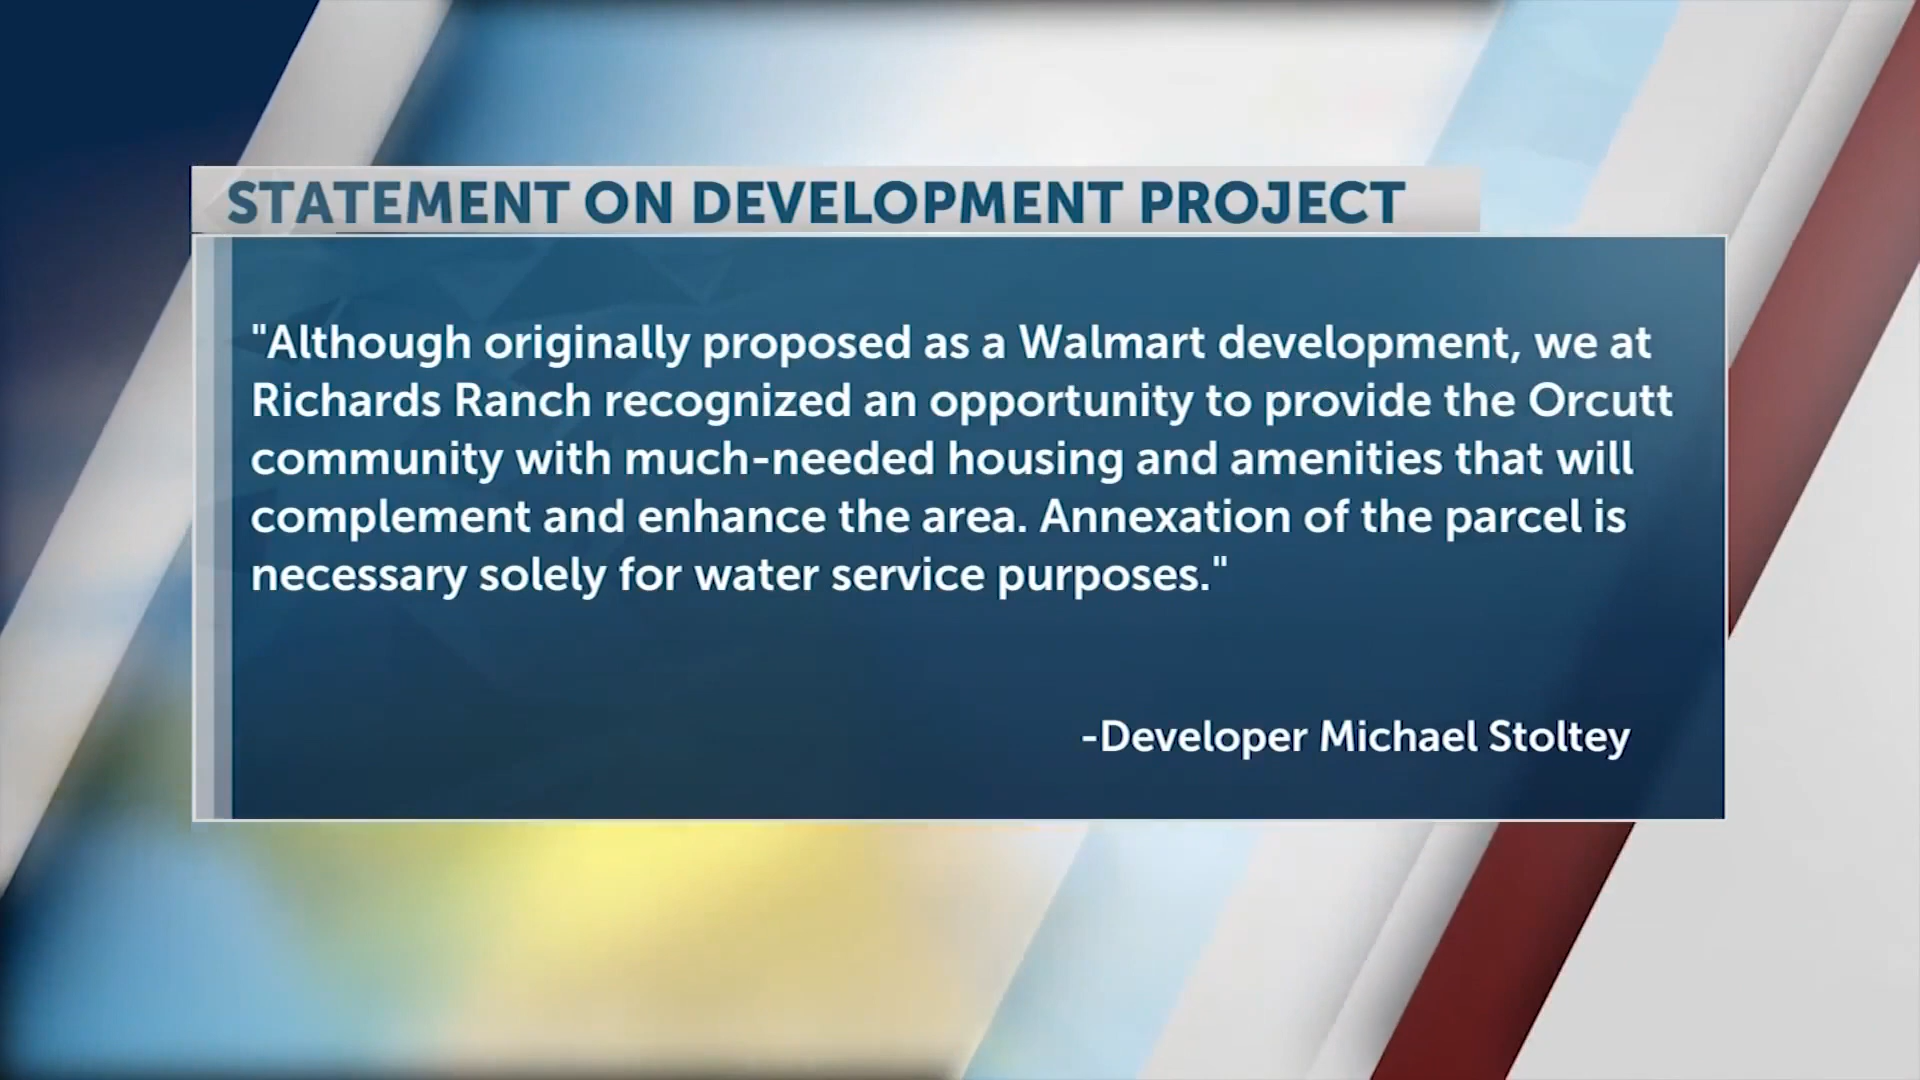 STATEMENT ON DEVELOPMENT PROJECT
"Although originally proposed as a Walmart development, we at
Richards Ranch recognized an opportunity to provide the Orcutt
community with much-needed housing and amenities that will
complement and enhance the area. Annexation of the parcel is
necessary solely for water service purposes."
-Developer Michael Stoltey